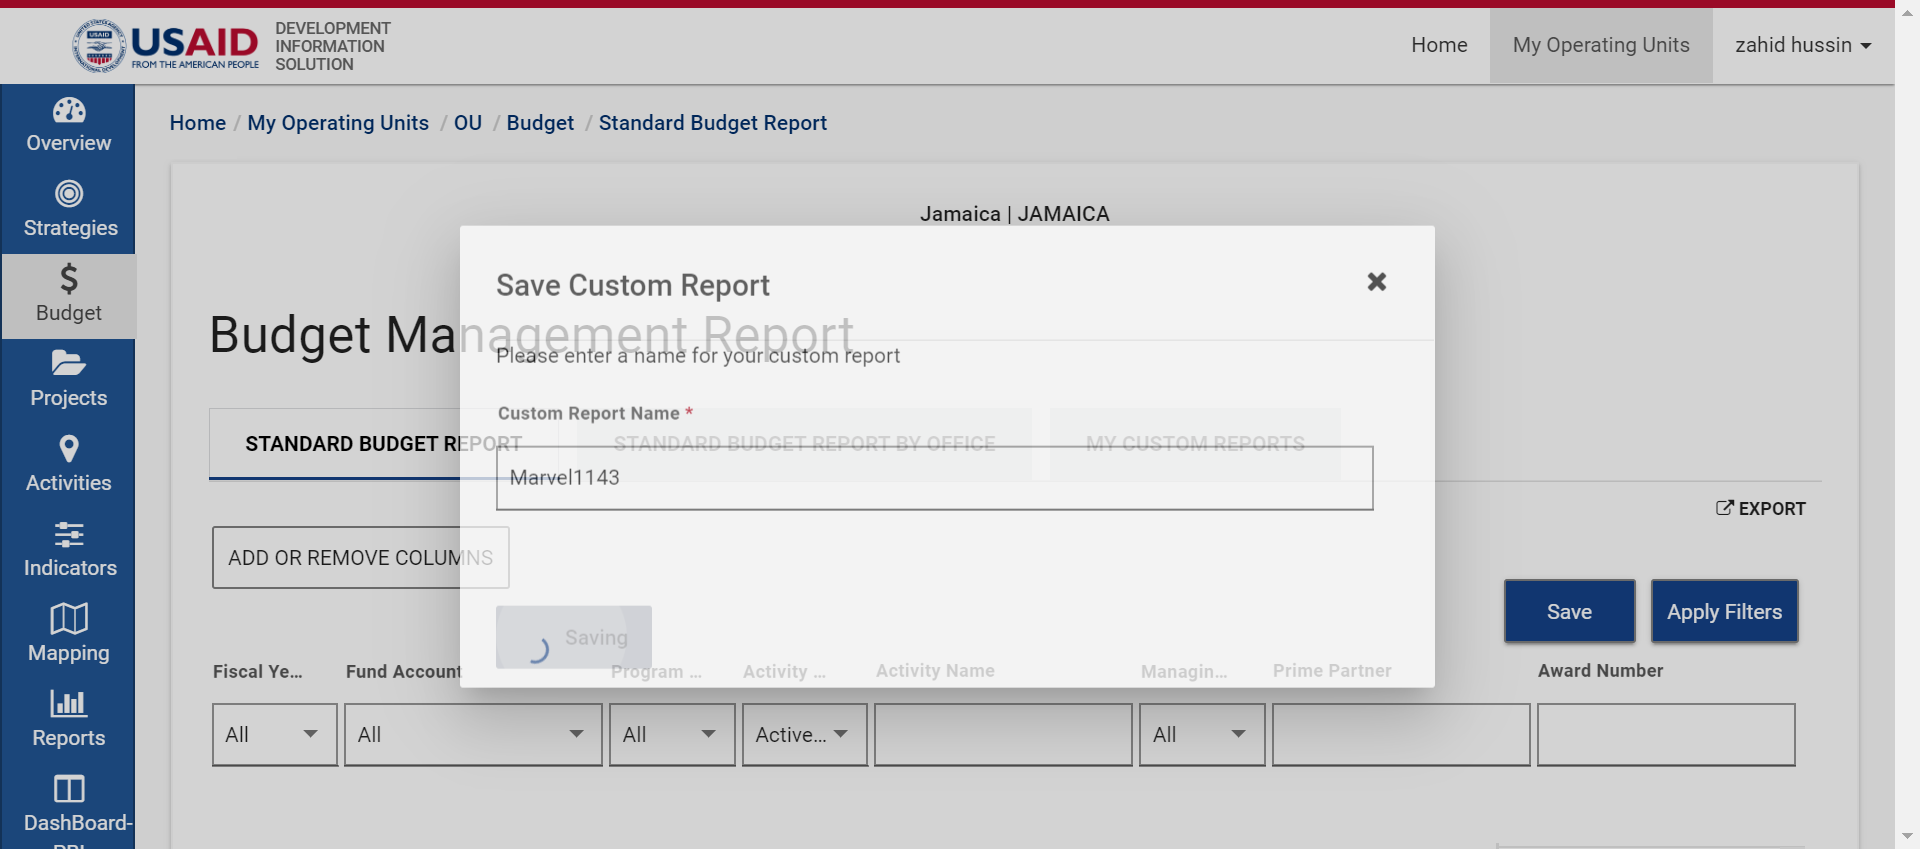 USAID
USAID
FROM THE AMERICAN PEOPLE
DEVELOPMENT
INFORMATION
SOLUTION
Home
My Operating Units
zahid hussin
Overview
Strategies
Budget
Projects
Activities
Indicators
Mapping
Reports
DashBoard-
Home / My Operating Units / OU / Budget / Standard Budget Report
Jamaica | JAMAICA
Save Custom Report
Budget Management Report
Please enter a name for your custom report
Custom Report Name *
STANDARD BUDGET REPORT
STANDARD BUDGET REPORT BY OFFICE
MY CUSTOM REPORTS
Marvel1143
EXPORT
ADD OR REMOVE COLUMNS
Saving
Save
Apply Filters
Fiscal Ye...
Fund Account
Program ...
Activity ...
Activity Name
Managin...
Prime Partner
Award Number
All
All
All
Active...
All